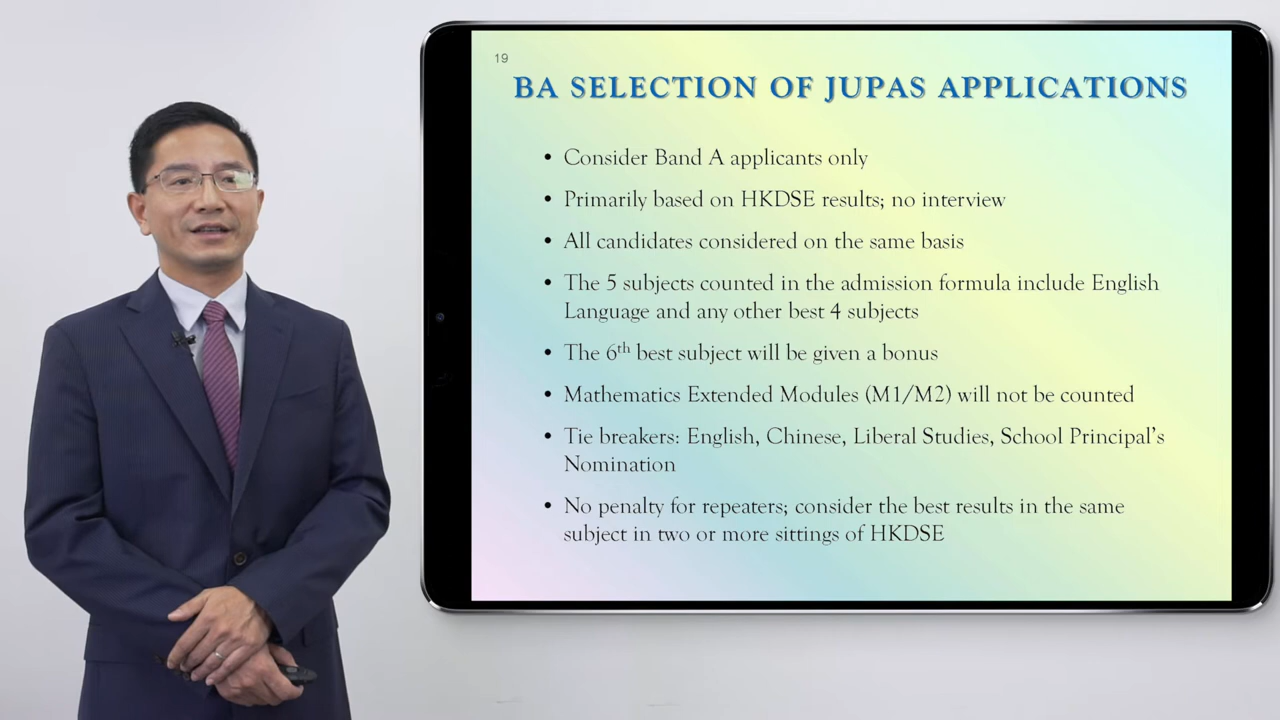 19
BA SELECTION OF JUPAS APPLICATIONS
• Consider Band A applicants only
• Primarily based on HKDSE results; no interview
• All candidates considered on the same basis
• The 5 subjects counted in the admission formula include English
Language and any other best 4 subjects
• The 6th best subject will be given a bonus
• Mathematics Extended Modules (M1/M2) will not be counted
• Tie breakers: English, Chinese, Liberal Studies, School Principal's
Nomination
• No penalty for repeaters; consider the best results in the same
subject in two or more sittings of HKDSE